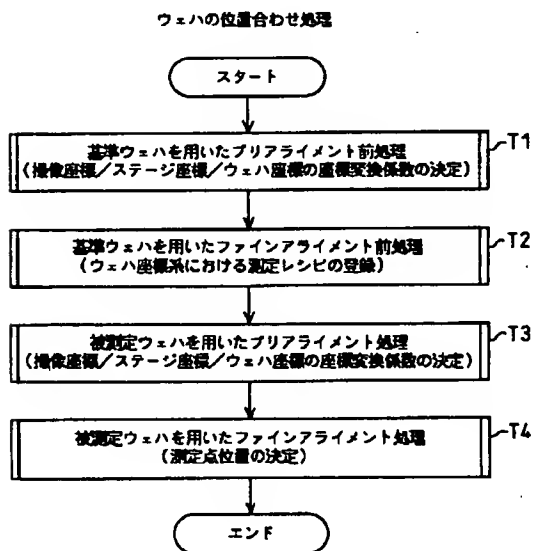 ウェハの位置合わせ処理
スタート
基準ウェハを用いたプリアライメント前処理
(撮像座標/ステージ座標/ウェハ座標の座標変換係数の決定)
T1
基準ウェハを用いたファインアライメント前処理
(ウェハ座標系における測定レシピの登録)
T2
被測定ウェハを用いたプリアライメント処理
(撮像座標/ステージ座標/ウェハ座標の座標変換係数の決定)
T3
被測定ウェハを用いたファインアライメント処理
(測定点位置の決定)
T4
エンド